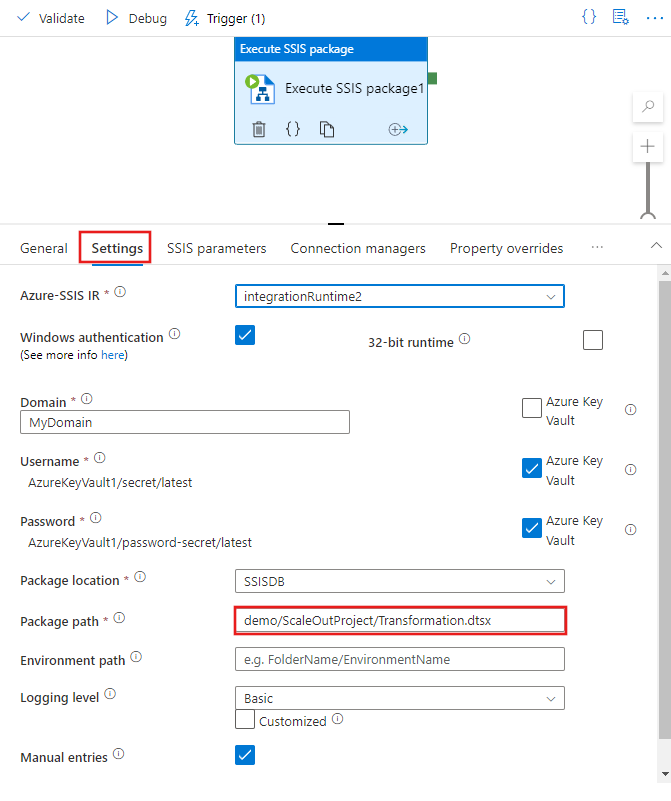 Validate Debug Trigger (1) {} ...
Execute SSIS package
Execute SSIS package1
{}
General Settings SSIS parameters Connection managers Property overrides ...
Azure-SSIS IR * integrationRuntime2
Windows authentication
(See more info here)
32-bit runtime
Domain *
MyDomain
Azure Key
Vault
Username *
AzureKeyVault1/secret/latest
Azure Key
Vault
Password *
AzureKeyVault1/password-secret/latest
Azure Key
Vault
Package location * SSISDB
Package path * demo/ScaleOutProject/Transformation.dtsx
Environment path e.g. FolderName/EnvironmentName
Logging level Basic
Customized
Manual entries